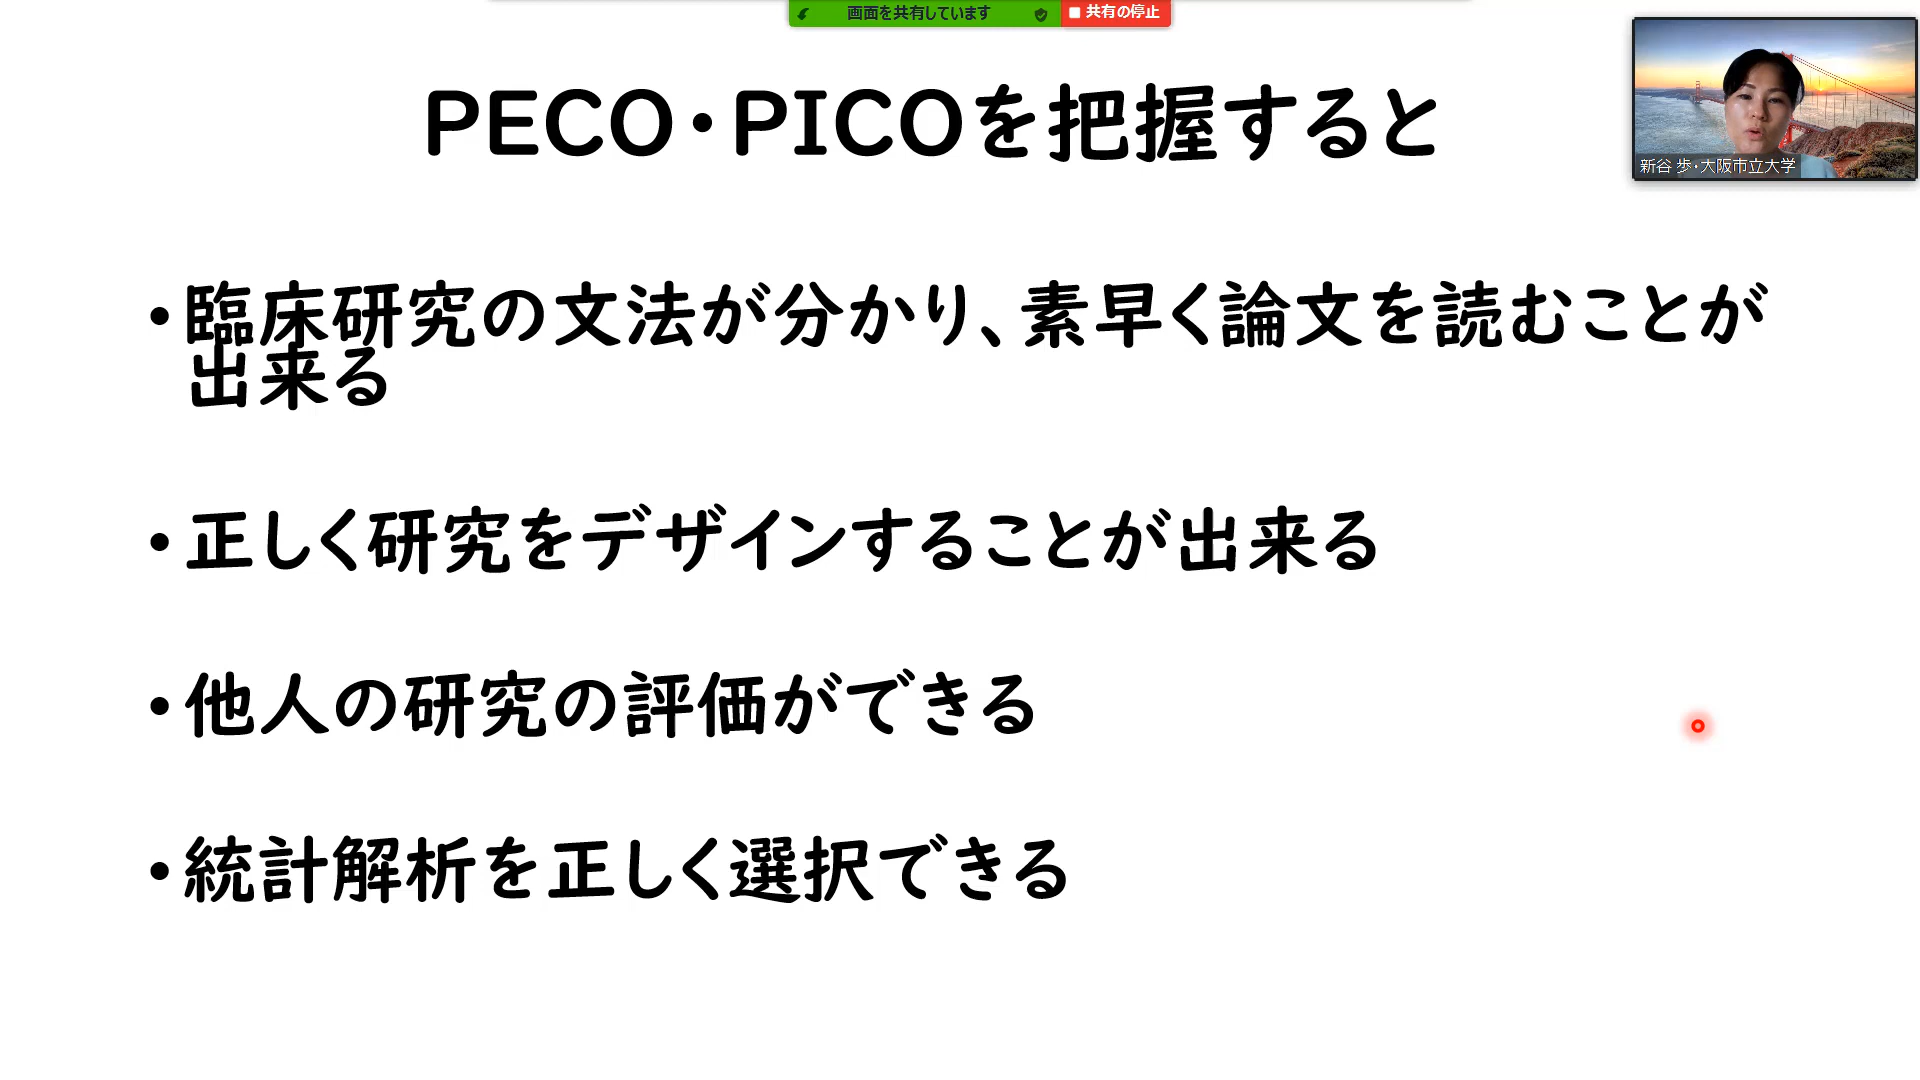 画面を共有しています
共有の停止
PECO・PICOを把握すると
新谷 歩・大阪市立大学
•臨床研究の文法が分かり、素早く論文を読むことが
出来る
•正しく研究をデザインすることが出来る
•他人の研究の評価ができる
•統計解析を正しく選択できる